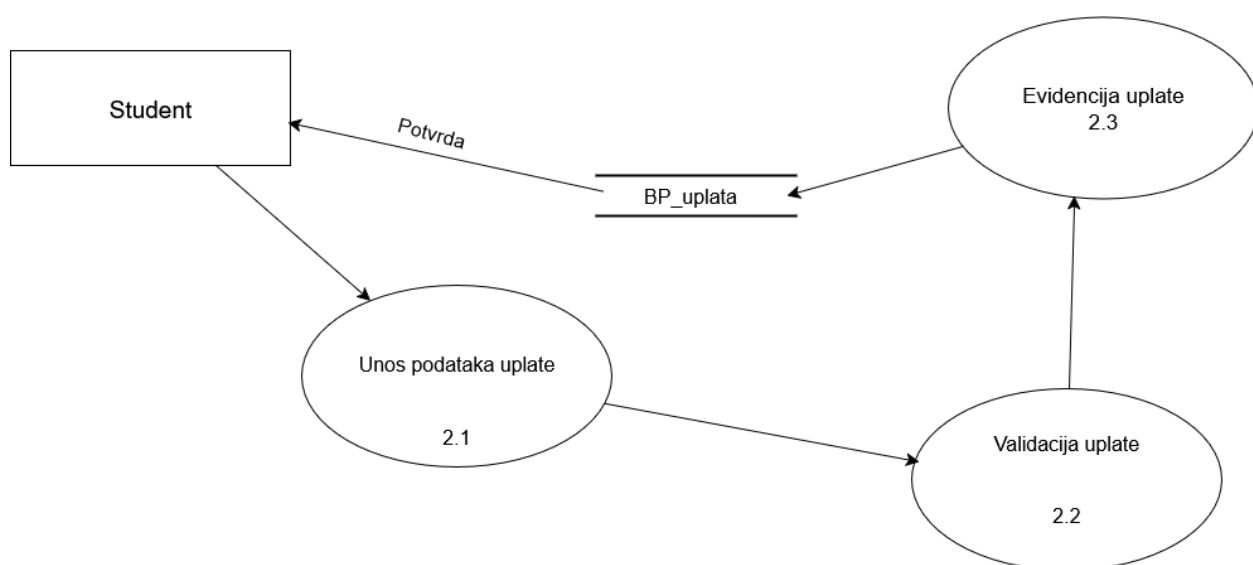 Student
Evidencija uplate
2.3
Potvrda
BP_uplata
Unos podataka uplate
2.1
Validacija uplate
2.2